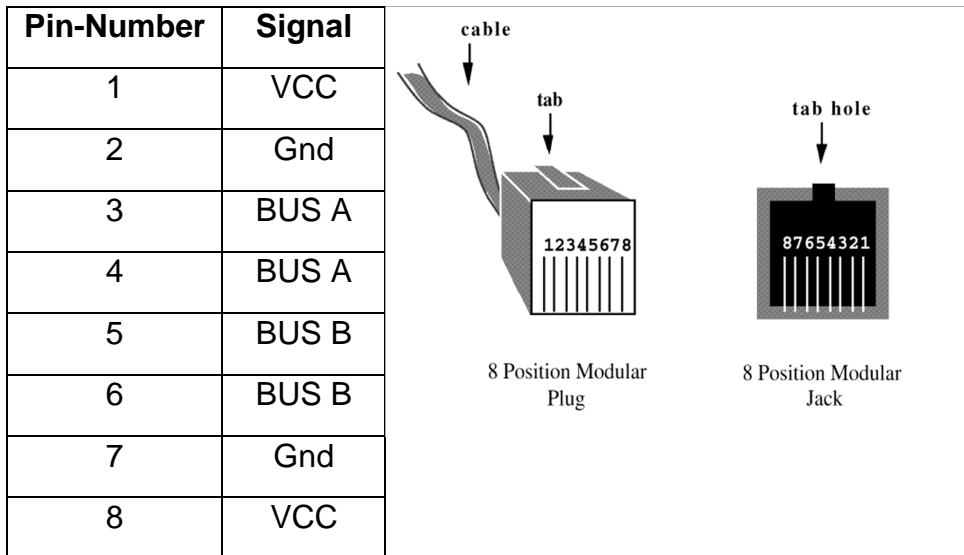 Pin-Number Signal
1 VCC
2 Gnd
3 BUS A
4 BUS A
5 BUS B
6 BUS B
7 Gnd
8 VCC
cable
tab
12345678
8 Position Modular
Plug
tab hole
87654321
8 Position Modular
Jack